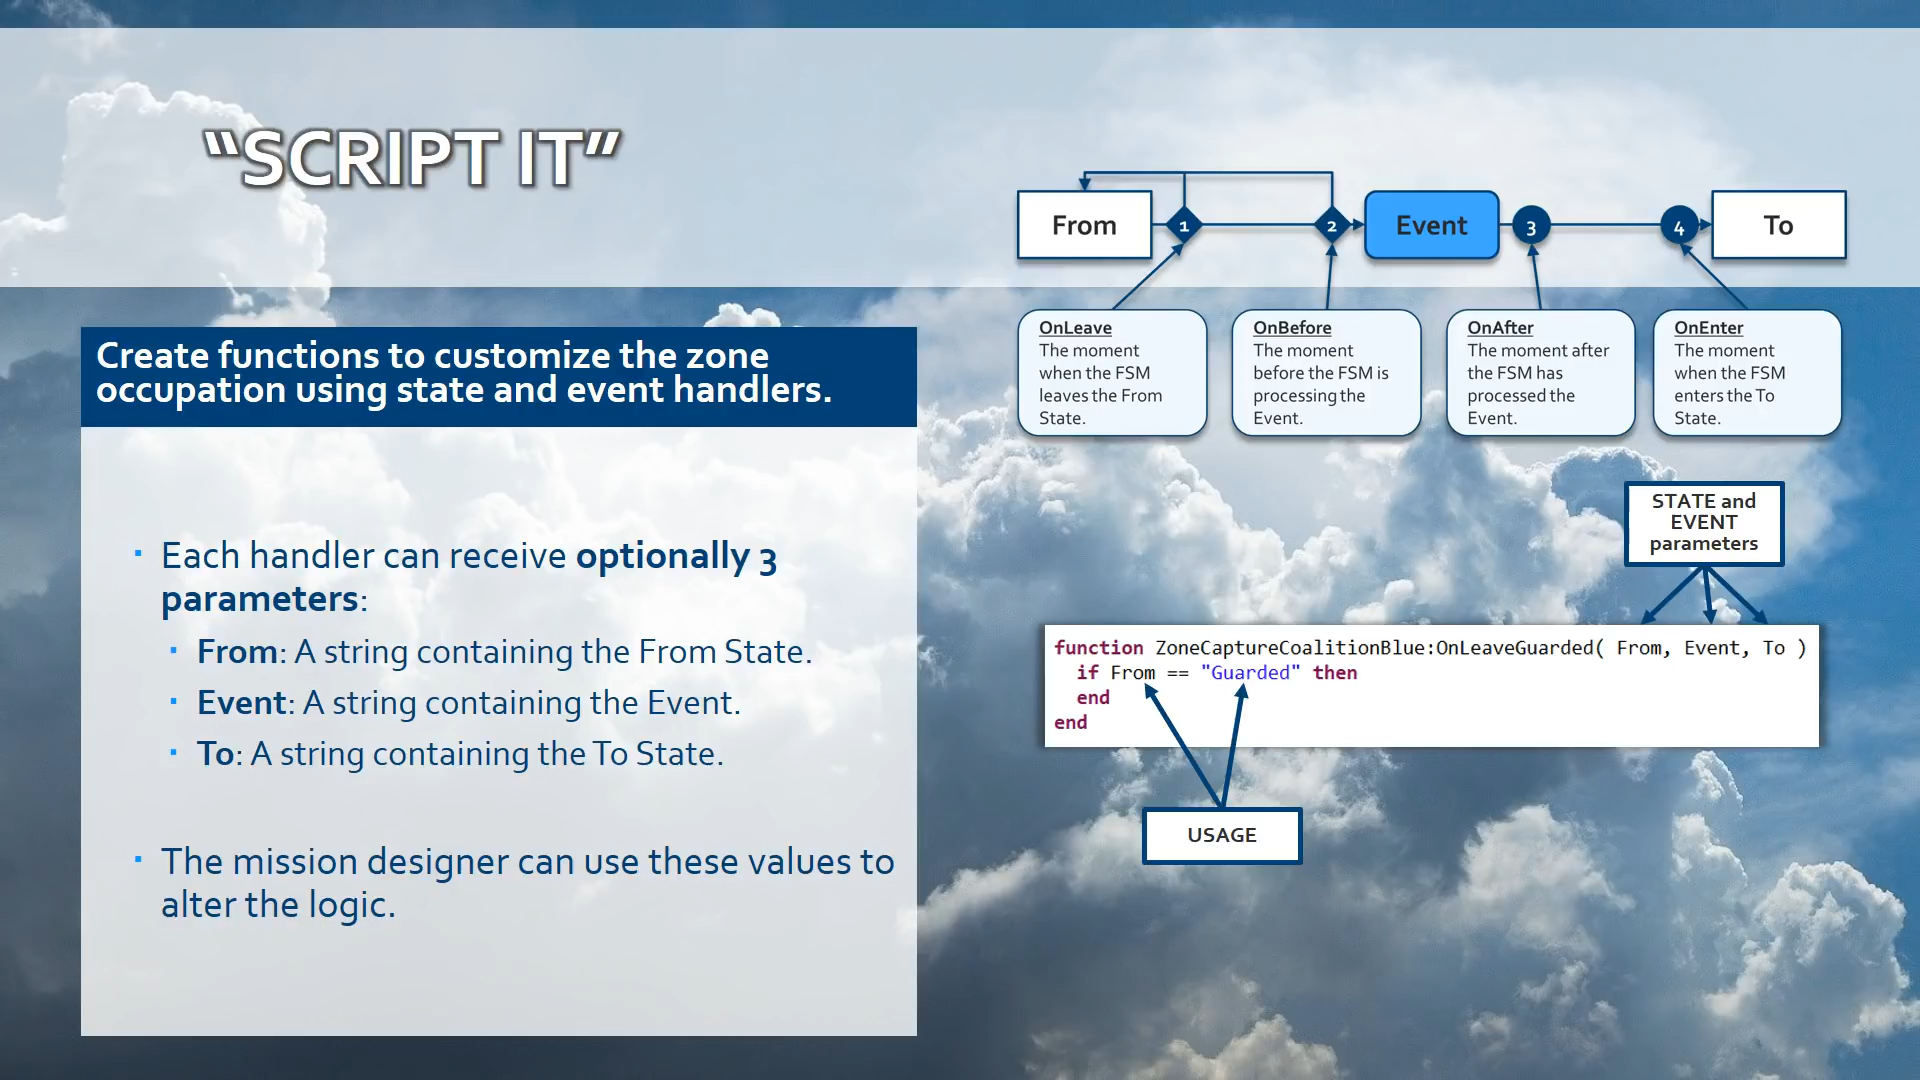 “SCRIPT IT”
From
1
2
Event
3
4
To
OnLeave
The moment
when the FSM
leaves the From
State.
OnBefore
The moment
before the FSM is
processing the
Event.
OnAfter
The moment after
the FSM has
processed the
Event.
OnEnter
The moment
when the FSM
enters the To
State.
Create functions to customize the zone
occupation using state and event handlers.
▪ Each handler can receive optionally 3
parameters:
▪ From: A string containing the From State.
▪ Event: A string containing the Event.
▪ To: A string containing the To State.
▪ The mission designer can use these values to
alter the logic.
STATE and
EVENT
parameters
function ZoneCaptureCoalitionBlue:OnLeaveGuarded( From, Event, To )
if From == "Guarded" then
end
end
USAGE